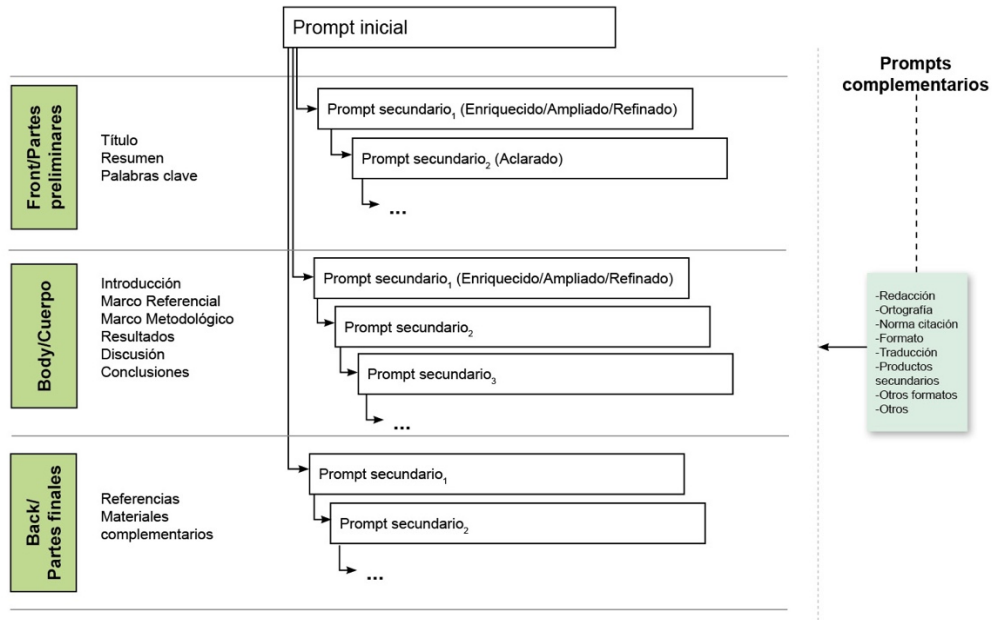 Prompt inicial
Prompts
complementarios
Front/Partes
preliminares
Título
Resumen
Palabras clave
Prompt secundario₁ (Enriquecido/Ampliado/Refinado)
Prompt secundario₂ (Aclarado)
...
Body/Cuerpo
Introducción
Marco Referencial
Marco Metodológico
Resultados
Discusión
Conclusiones
Prompt secundario₁ (Enriquecido/Ampliado/Refinado)
Prompt secundario₂
Prompt secundario₃
...
-Redacción
-Ortografía
-Norma citación
-Formato
-Traducción
-Productos
secundarios
-Otros formatos
-Otros
Back/
Partes finales
Referencias
Materiales
complementarios
Prompt secundario₁
Prompt secundario₂
...